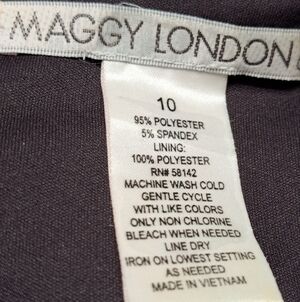 MAGGY LONDON
10
95% POLYESTER
5% SPANDEX
LINING:
100% POLYESTER
RN# 58142
MACHINE WASH COLD
GENTLE CYCLE
WITH LIKE COLORS
ONLY NON CHLORINE
BLEACH WHEN NEEDED
LINE DRY
IRON ON LOWEST SETTING
AS NEEDED
MADE IN VIETNAM